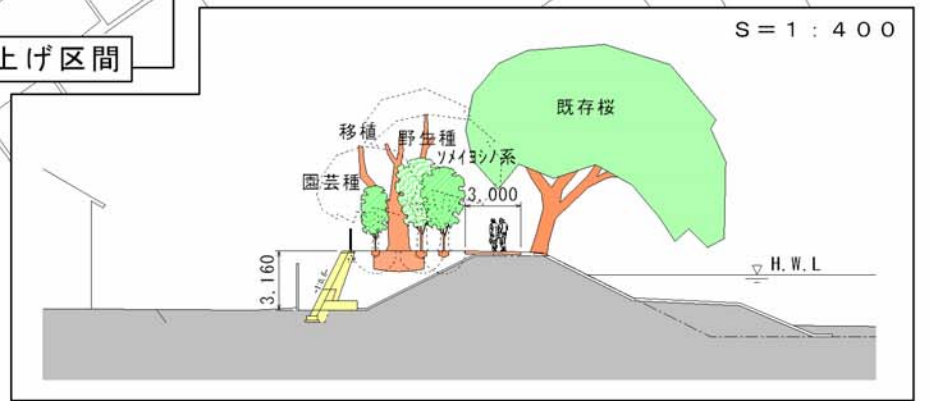 S=1:400
上げ区間
既存桜
移植
野生種
ｿﾒｲﾖｼﾉ系
園芸種
3.000
3.160
H.W.L